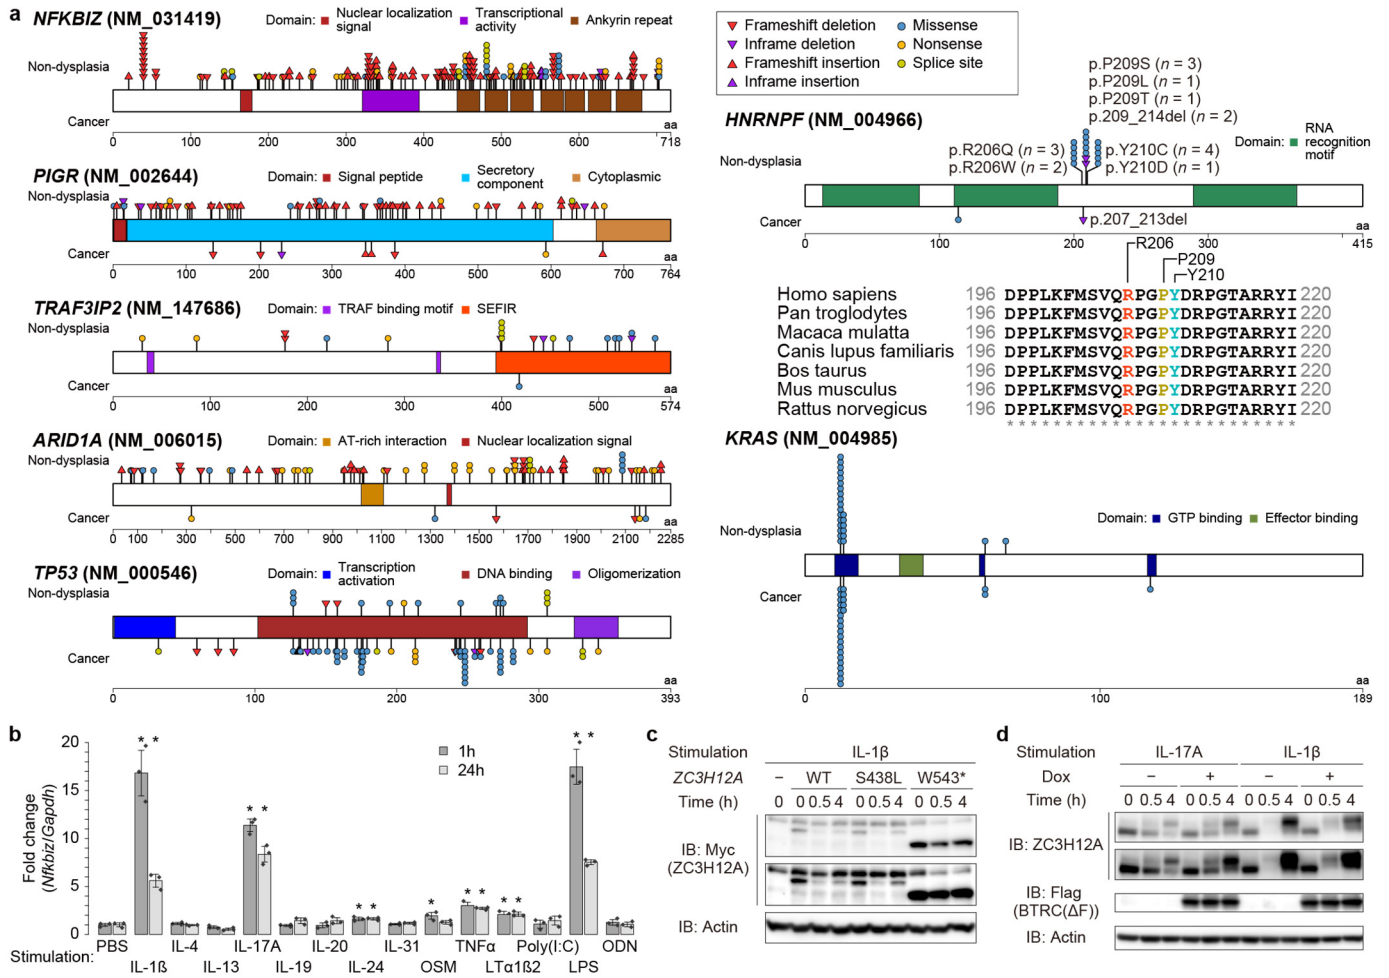 a
NFKBIZ (NM_031419)
Domain: Nuclear localization signal Transcriptional activity Ankyrin repeat
Non-dysplasia
Cancer
aa
0 100 200 300 400 500 600 718
PIGR (NM_002644)
Domain: Signal peptide Secretory component Cytoplasmic
Non-dysplasia
Cancer
aa
0 100 200 300 400 500 600 700 764
TRAF3IP2 (NM_147686)
Domain: TRAF binding motif SEFIR
Non-dysplasia
Cancer
aa
0 100 200 300 400 500 574
ARID1A (NM_006015)
Domain: AT-rich interaction Nuclear localization signal
Non-dysplasia
Cancer
aa
0 100 300 500 700 900 1100 1300 1500 1700 1900 2100 2285
TP53 (NM_000546)
Domain: Transcription activation DNA binding Oligomerization
Non-dysplasia
Cancer
aa
0 100 200 300 393
Frameshift deletion Missense
Inframe deletion Nonsense
Frameshift insertion Splice site
Inframe insertion
p.P209S (n = 3)
p.P209L (n = 1)
p.P209T (n = 1)
p.209_214del (n = 2)
HNRNPF (NM_004966)
Domain: RNA recognition motif
p.R206Q (n = 3) p.Y210C (n = 4)
p.R206W (n = 2) p.Y210D (n = 1)
Non-dysplasia
Cancer
p.207_213del
aa
0 100 200 300 415
R206
P209
Y210
Homo sapiens 196 DPPLKFMSVQRPGPYDRPGTARRYI 220
Pan troglodytes 196 DPPLKFMSVQRPGPYDRPGTARRYI 220
Macaca mulatta 196 DPPLKFMSVQRPGPYDRPGTARRYI 220
Canis lupus familiaris 196 DPPLKFMSVQRPGPYDRPGTARRYI 220
Bos taurus 196 DPPLKFMSVQRPGPYDRPGTARRYI 220
Mus musculus 196 DPPLKFMSVQRPGPYDRPGTARRYI 220
Rattus norvegicus 196 DPPLKFMSVQRPGPYDRPGTARRYI 220
* * * * * * * * * * * * * * * * * * * * * * * * *
KRAS (NM_004985)
Domain: GTP binding Effector binding
Non-dysplasia
Cancer
aa
0 100 189
b
Fold change
(Nfkbiz/Gapdh)
20
15
10
5
0
1h
24h
* * * * * * * * * * * * *
PBS IL-4 IL-17A IL-20 IL-31 TNFα Poly(I:C) ODN
Stimulation: IL-1ß IL-13 IL-19 IL-24 OSM LTα1ß2 LPS
c
Stimulation IL-1β
ZC3H12A – WT S438L W543*
Time (h) 0 0 0.5 4 0 0.5 4 0 0.5 4
IB: Myc
(ZC3H12A)
IB: Actin
d
Stimulation IL-17A IL-1β
Dox – + – +
Time (h) 0 0.5 4 0 0.5 4 0 0.5 4 0 0.5 4
IB: ZC3H12A
IB: Flag
(BTRC(ΔF))
IB: Actin